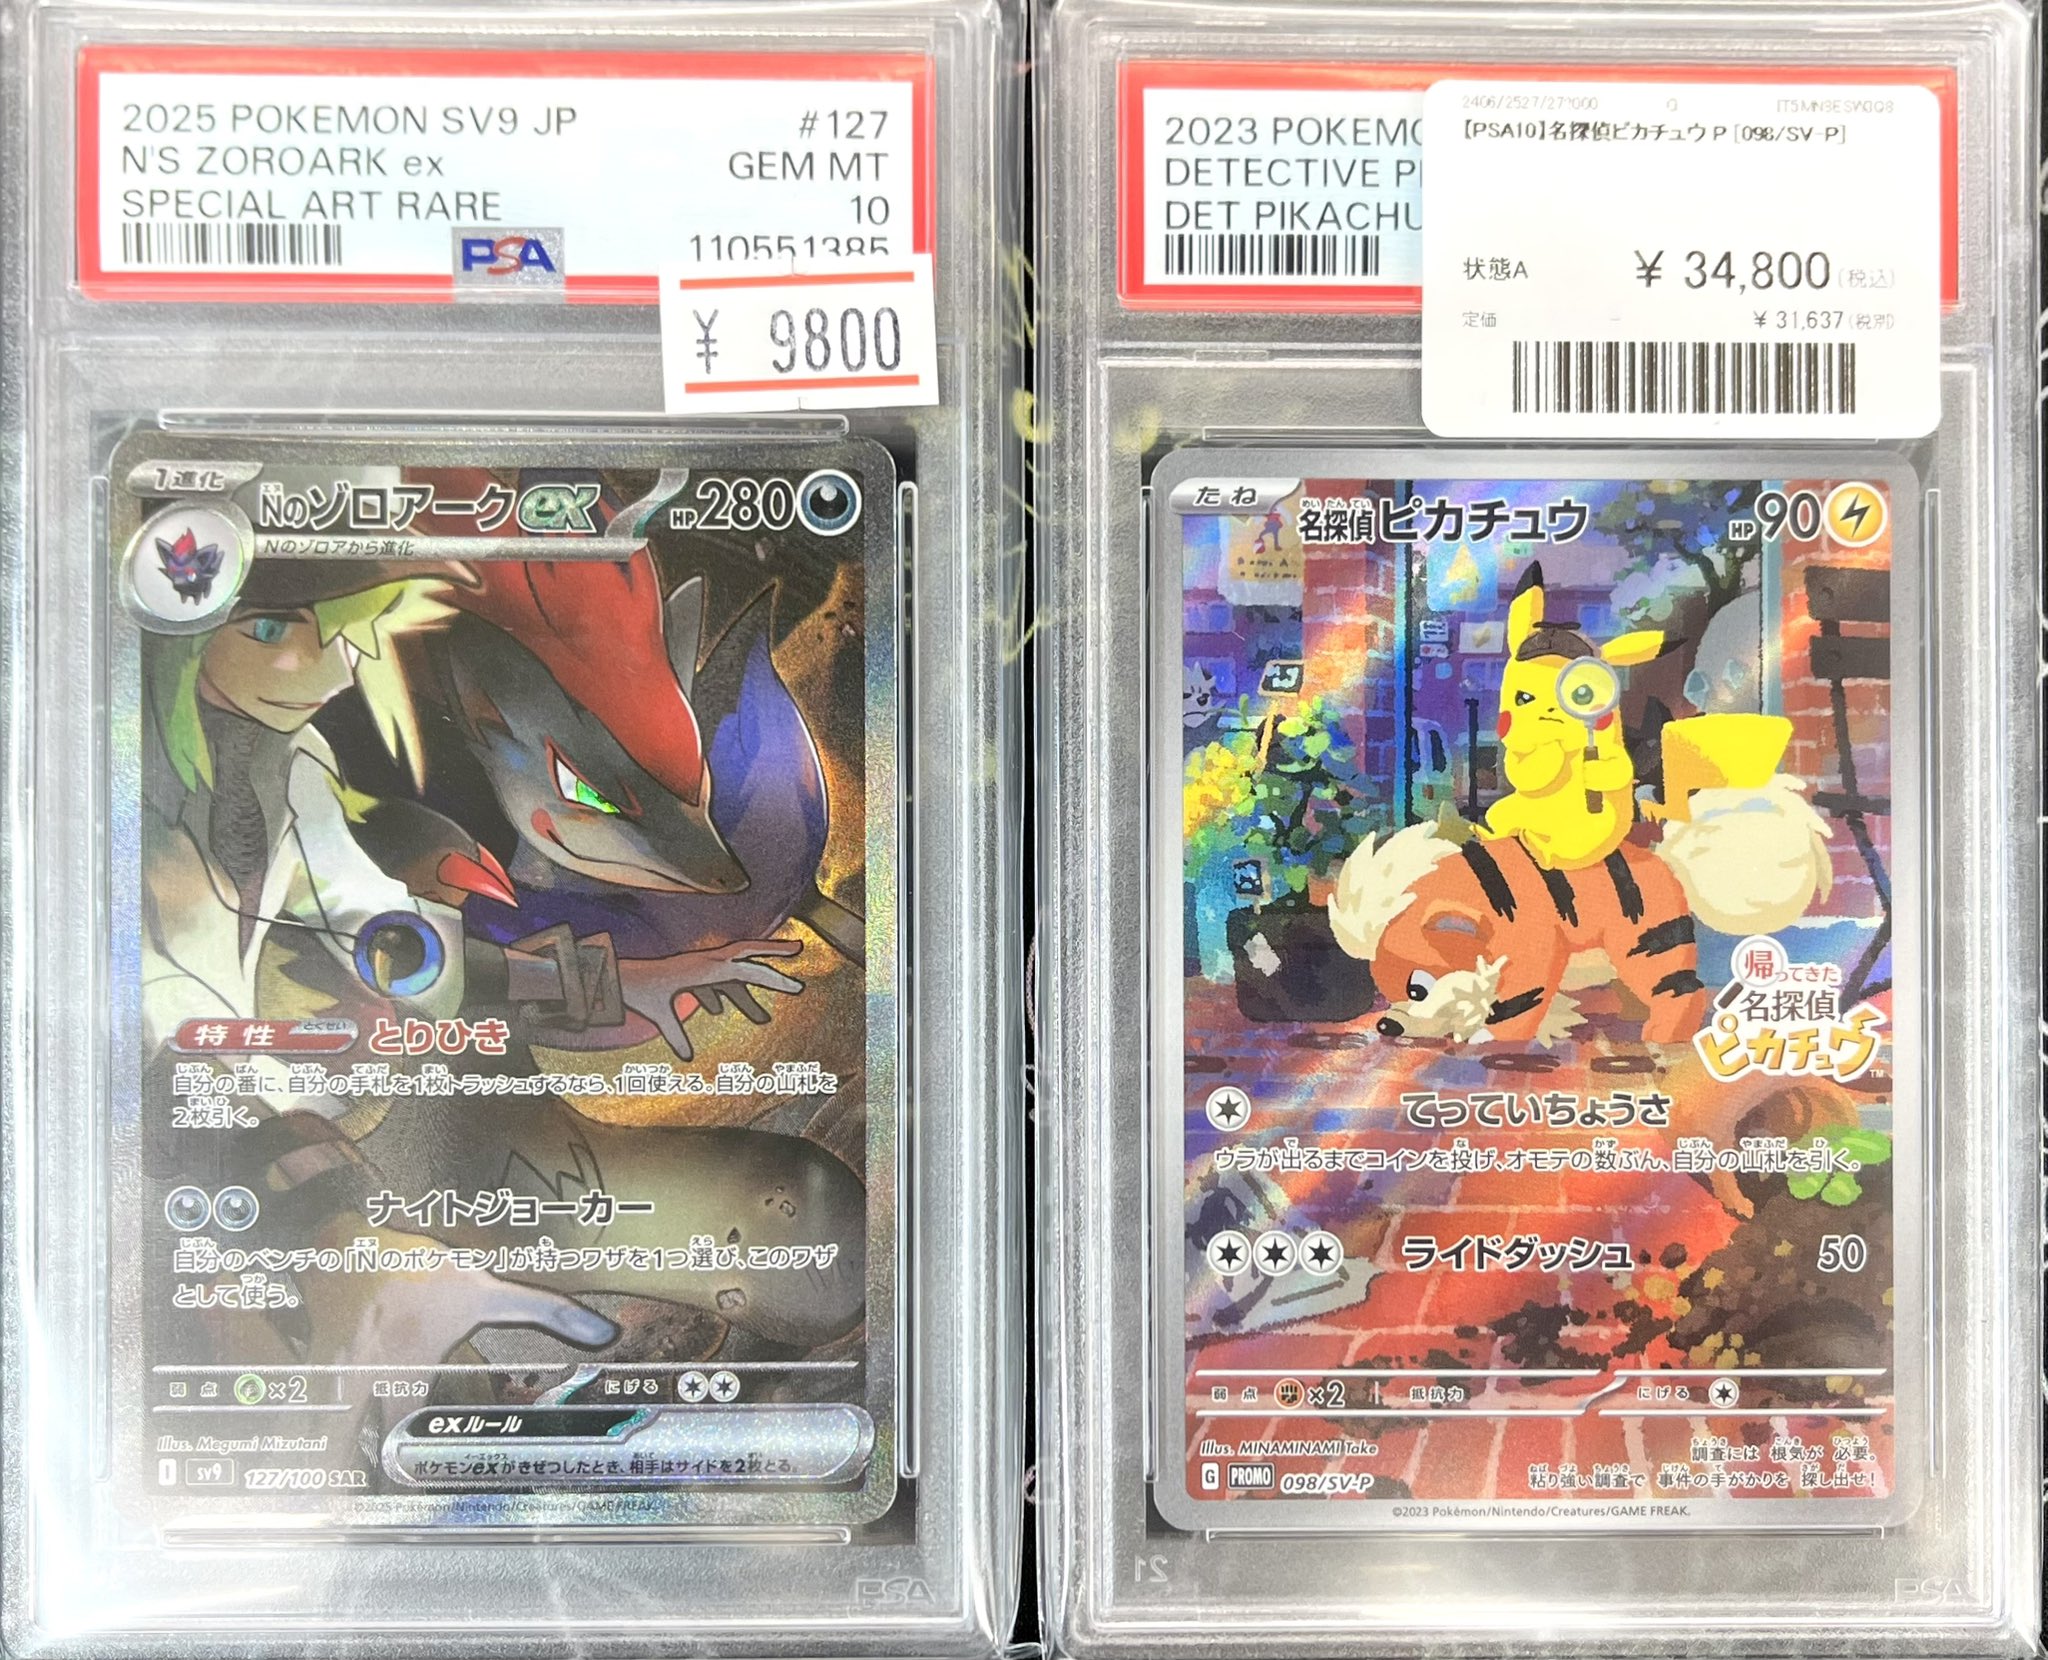 2025 POKEMON SV9 JP #127
N'S ZOROARK ex GEM MT
SPECIAL ART RARE 10
PSA 110551385
¥ 9800
1進化
Nのゾロアークex HP280
Nのゾロアから進化
特性 とくせい とりひき
自分の番に、自分の手札を1枚トラッシュするなら、1回使える。自分の山札を
2枚引く。
ナイトジョーカー
自分のベンチの「Nのポケモン」が持つワザを1つ選び、このワザ
として使う。
弱点 ×2 抵抗力 にげる
exルール
ポケモンexがきぜつしたとき、相手はサイドを2枚とる。
Illus. Megumi Mizutani
I sv9 127/100 SAR
©2025 Pokémon/Nintendo/Creatures/GAME FREAK.
PSA
2023 POKEMO
DETECTIVE PI
DET PIKACHU
【PSA10】名探偵ピカチュウ P [098/SV-P]
状態A ¥ 34,800(税込)
定価 - ¥ 31,637(税別)
たね
名探偵ピカチュウ HP90
帰ってきた
名探偵
ピカチュウ™
てっていちょうさ
ウラが出るまでコインを投げ、オモテの数ぶん、自分の山札を引く。
ライドダッシュ 50
弱点 ×2 抵抗力 にげる
Illus. MINAMINAMI Take
G PROMO 098/SV-P
調査には 根気が 必要。
粘り強い調査で 事件の手がかりを 探し出せ!
©2023 Pokémon/Nintendo/Creatures/GAME FREAK.
PSA